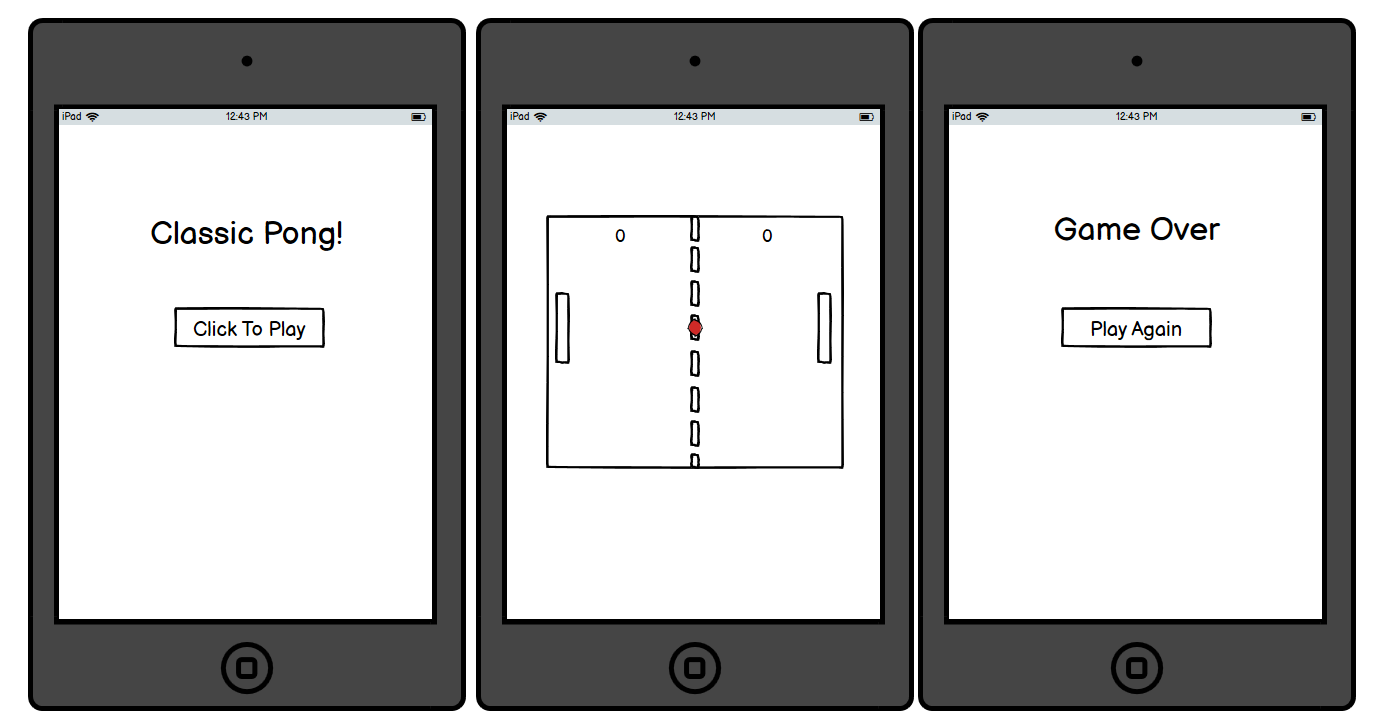 iPad 12:43 PM
Classic Pong!
Click To Play
iPad 12:43 PM
0 0
iPad 12:43 PM
Game Over
Play Again